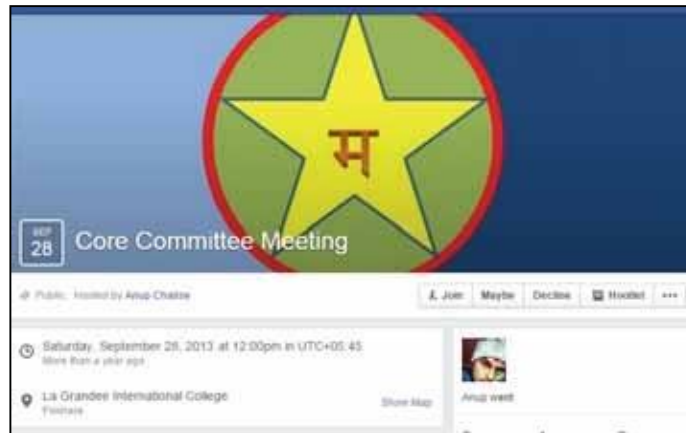 म
SEP
28
Core Committee Meeting
Public · Hosted by Anup Chalise
Join Maybe Decline Hootlet
Saturday, September 28, 2013 at 12:00pm in UTC+05:45
More than a year ago
La Grandee International College
Pokhara
Show Map
Anup went